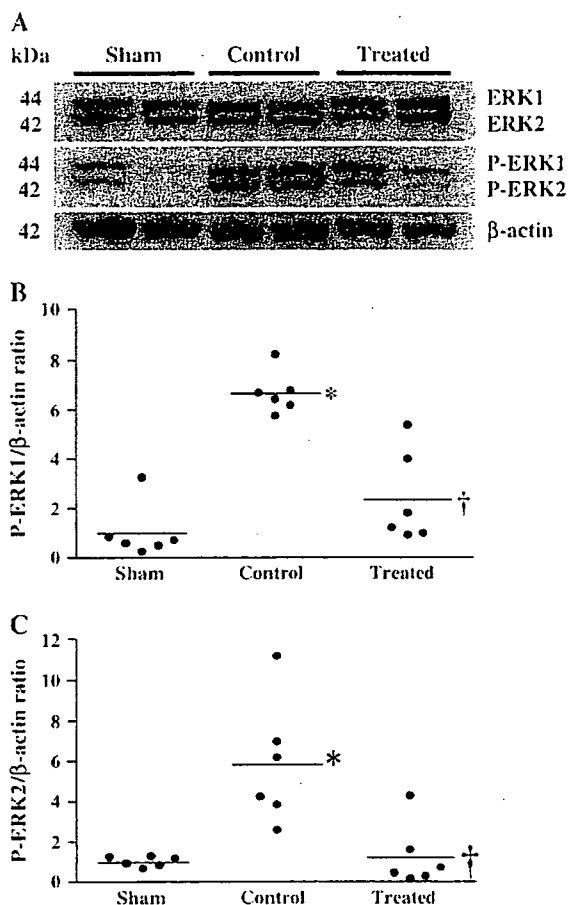 A
kDa Sham Control Treated
44 ERK1
42 ERK2
44 P-ERK1
42 P-ERK2
42 β-actin
B
10
8
6
4
2
0
P-ERK1/β-actin ratio
*
†
Sham Control Treated
C
12
10
8
6
4
2
0
P-ERK2/β-actin ratio
*
‡
Sham Control Treated